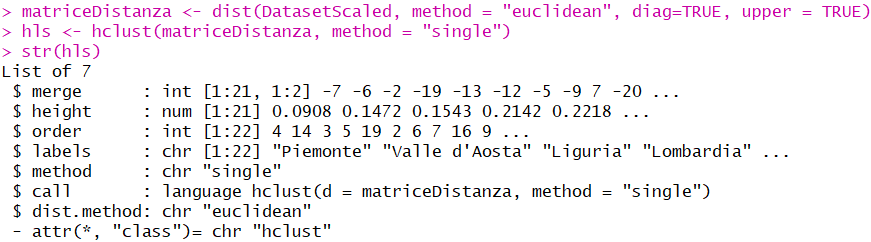 > matriceDistanza <- dist(DatasetScaled, method = "euclidean", diag=TRUE, upper = TRUE)
> hls <- hclust(matriceDistanza, method = "single")
> str(hls)
List of 7
 $ merge      : int [1:21, 1:2] -7 -6 -2 -19 -13 -12 -5 -9 7 -20 ...
 $ height     : num [1:21] 0.0908 0.1472 0.1543 0.2142 0.2218 ...
 $ order      : int [1:22] 4 14 3 5 19 2 6 7 16 9 ...
 $ labels     : chr [1:22] "Piemonte" "Valle d'Aosta" "Liguria" "Lombardia" ...
 $ method     : chr "single"
 $ call       : language hclust(d = matriceDistanza, method = "single")
 $ dist.method: chr "euclidean"
 - attr(*, "class")= chr "hclust"